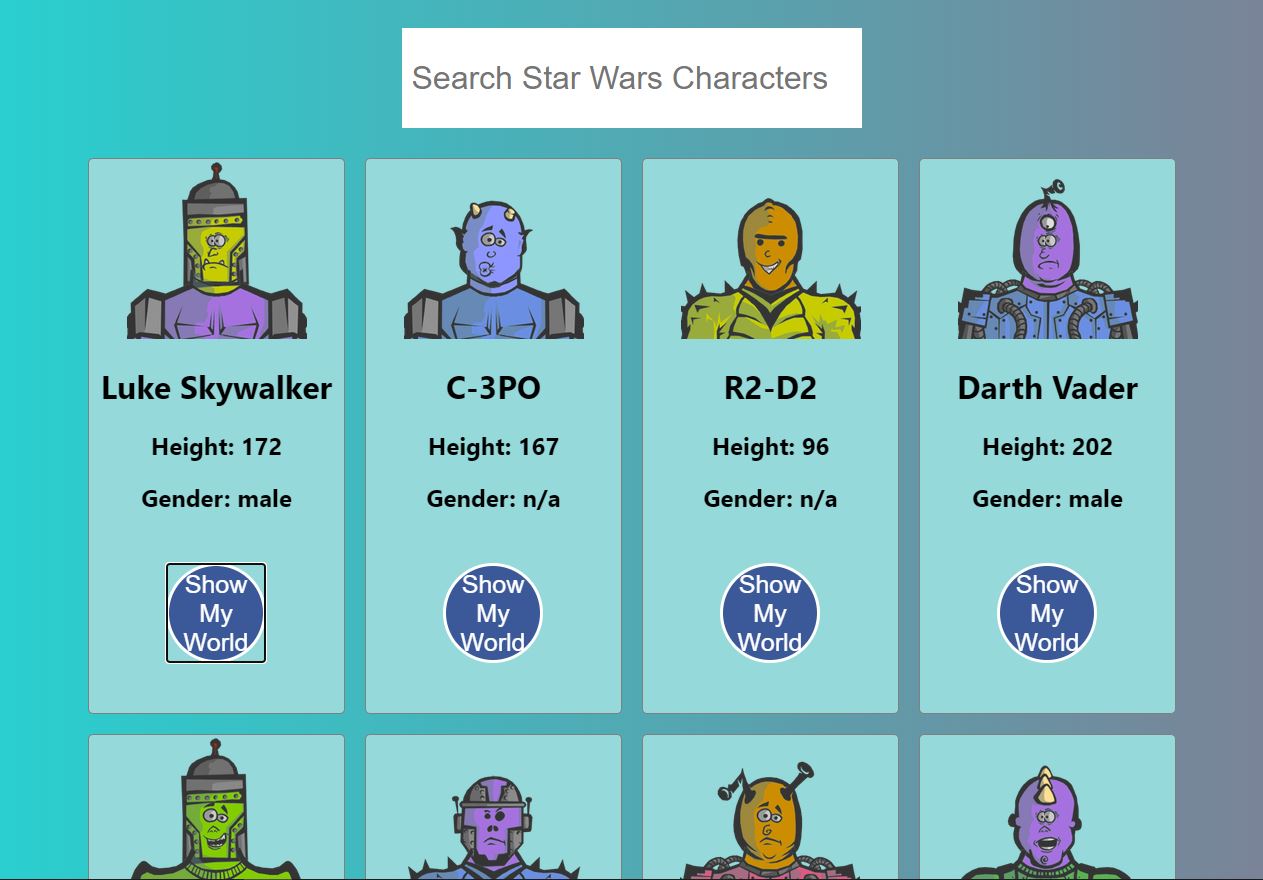 Search Star Wars Characters
Luke Skywalker
Height: 172
Gender: male
Show
My
World
C-3PO
Height: 167
Gender: n/a
Show
My
World
R2-D2
Height: 96
Gender: n/a
Show
My
World
Darth Vader
Height: 202
Gender: male
Show
My
World